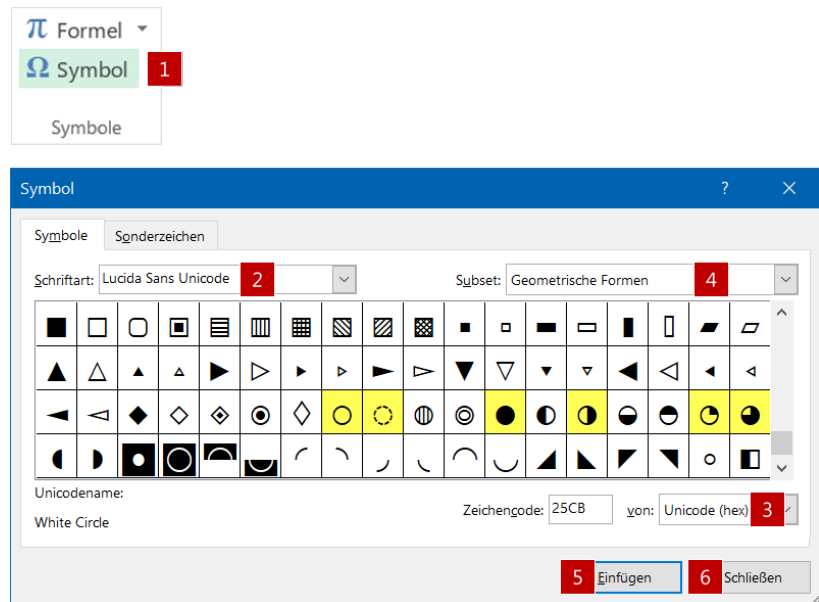 π Formel
Ω Symbol 1
Symbole
Symbol ? ×
Symbole Sonderzeichen
Schriftart: Lucida Sans Unicode 2 Subset: Geometrische Formen 4
■ □ ▢ ▣ ▤ ▥ ▦ ▧ ▨ ▩ ▪ ▫ ▬ ▭ ▮ ▯ ▰ ▱
▲ △ ▴ ▵ ▶ ▷ ▸ ▹ ► ▻ ▼ ▽ ▾ ▿ ◀ ◁ ◂ ◃
◄ ◅ ◆ ◇ ◈ ◉ ◊ ○ ◌ ◍ ◎ ● ◐ ◑ ◒ ◓ ◔ ◕
◖ ◗ ◘ ◙ ◚ ◛ ◜ ◝ ◞ ◟ ◠ ◡ ◢ ◣ ◤ ◥ ◦ ◧
Unicodename:
White Circle
Zeichencode: 25CB von: Unicode (hex) 3
5 Einfügen 6 Schließen